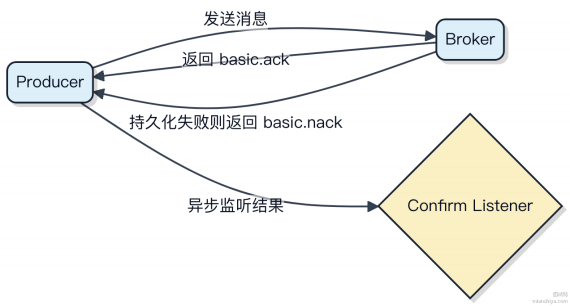 发送消息
Broker
返回 basic.ack
Producer
持久化失败则返回 basic.nack
异步监听结果
Confirm Listener